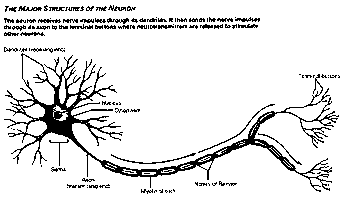 THE MAJOR STRUCTURES OF THE NEURON
The neuron receives nerve impulses through its dendrites. It then sends the nerve impulses
through its axon to the terminal buttons where neurotransmitters are released to stimulate
other neurons.
Dendrites (receiving end)
Terminal buttons
Nucleus
Cytoplasm
Soma
Axon
Myelin sheath
Nodes of Ranvier